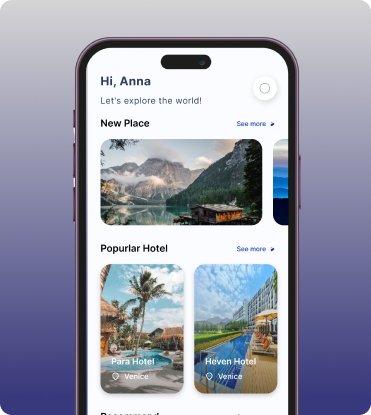 Hi, Anna
Let's explore the world!
New Place
See more
Popurlar Hotel
See more
Para Hotel
Venice
Heven Hotel
Venice